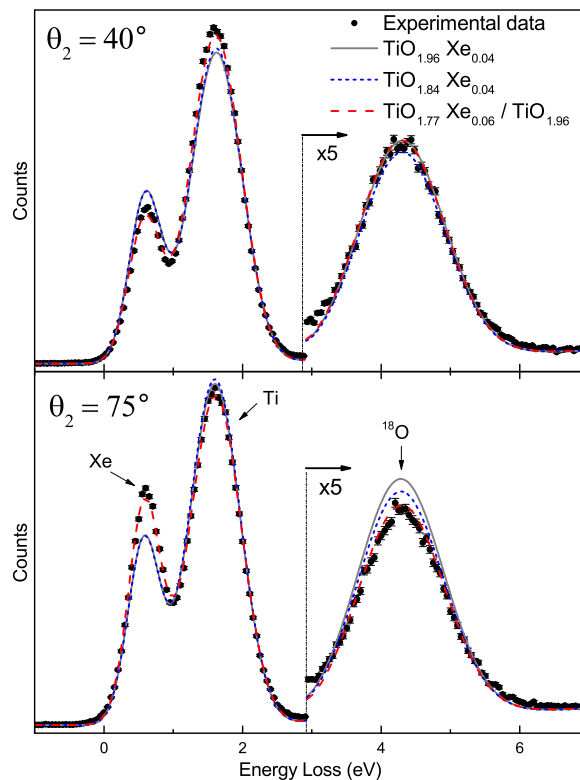 θ₂ = 40°
Experimental data
TiO₁.₉₆ Xe₀.₀₄
TiO₁.₈₄ Xe₀.₀₄
TiO₁.₇₇ Xe₀.₀₆ / TiO₁.₉₆
x5
Counts
θ₂ = 75°
Ti
Xe
¹⁸O
x5
Counts
0 2 4 6
Energy Loss (eV)